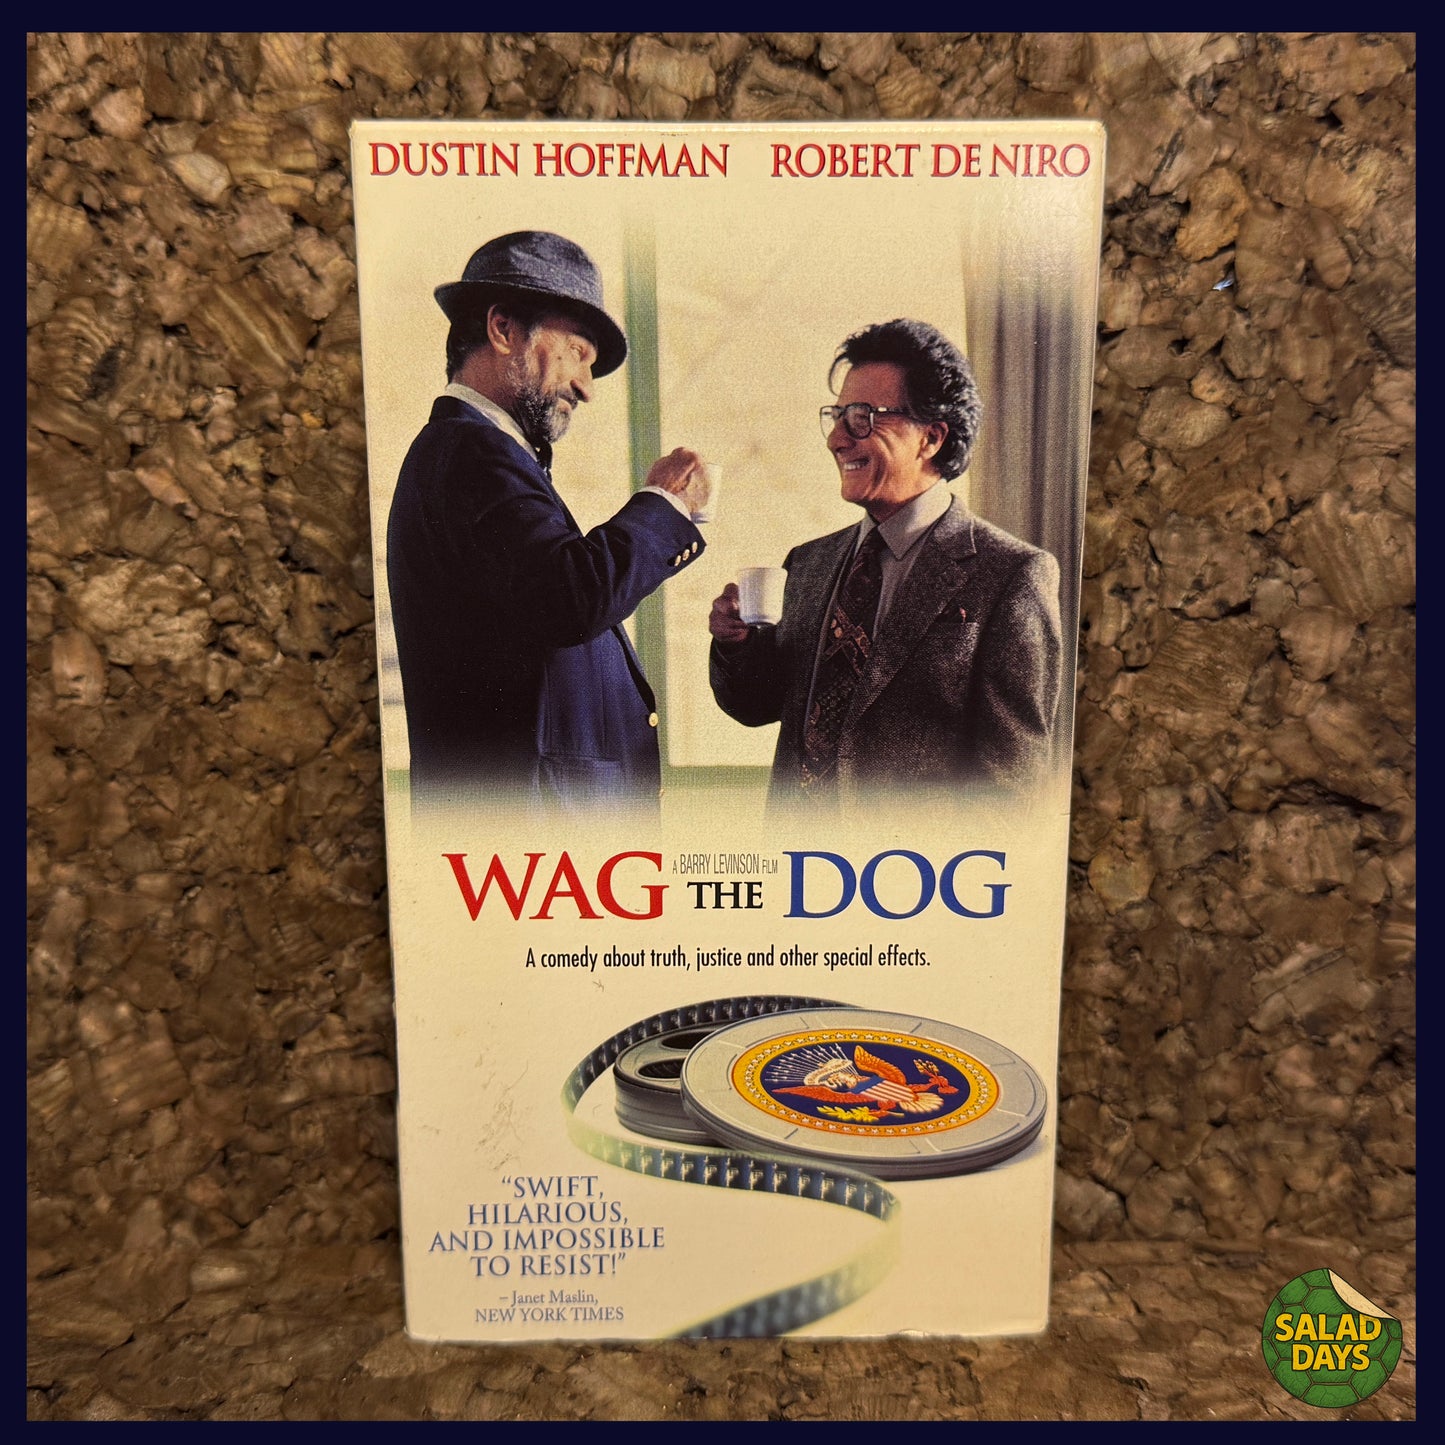 DUSTIN HOFFMAN ROBERT DE NIRO
WAG A BARRY LEVINSON FILM THE DOG
A comedy about truth, justice and other special effects.
"SWIFT,
HILARIOUS,
AND IMPOSSIBLE
TO RESIST!"
– Janet Maslin,
NEW YORK TIMES
SALAD
DAYS